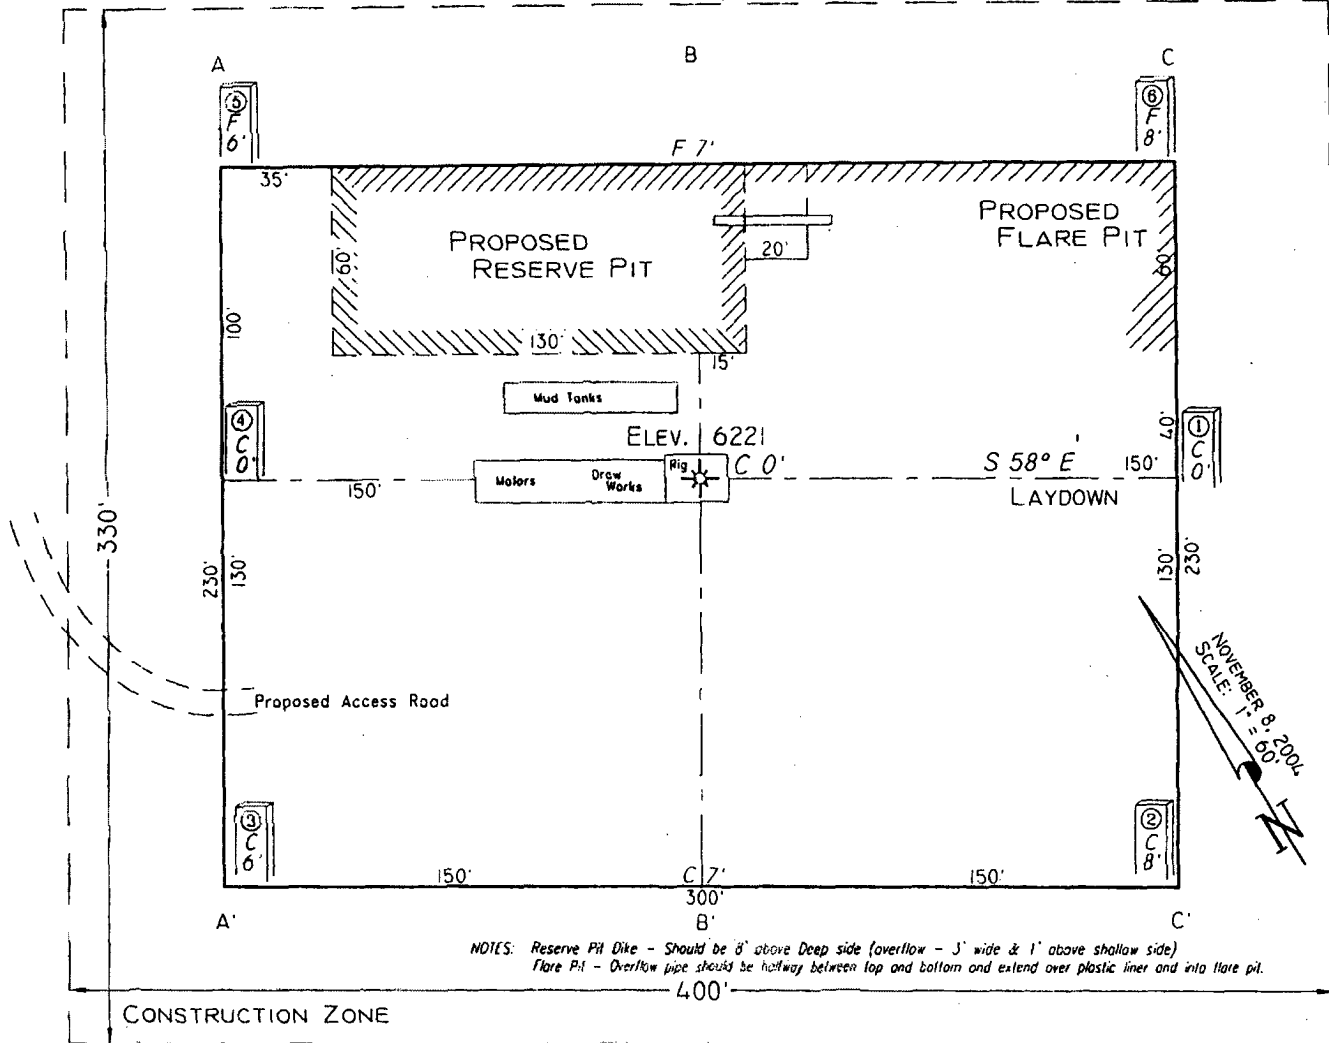 A
B
C
⑤
F
6'
⑥
F
8'
F 7'
35'
PROPOSED
RESERVE PIT
60'
20'
PROPOSED
FLARE PIT
60'
100'
130'
15'
Mud Tanks
④
C
0'
ELEV. 6221'
Rig
C 0'
Motors
Draw
Works
150'
S 58° E
150'
LAYDOWN
40'
①
C
0'
330'
230'
130'
130'
230'
NOVEMBER 8, 2004
SCALE: 1" = 60'
N
Proposed Access Road
③
C
6'
②
C
8'
150'
C 7'
300'
150'
A'
B'
C'
NOTES: Reserve Pit Dike - Should be 8' above Deep side (overflow - 3' wide & 1' above shallow side)
Flare Pit - Overflow pipe should be halfway between top and bottom and extend over plastic liner and into flare pit.
400'
CONSTRUCTION ZONE